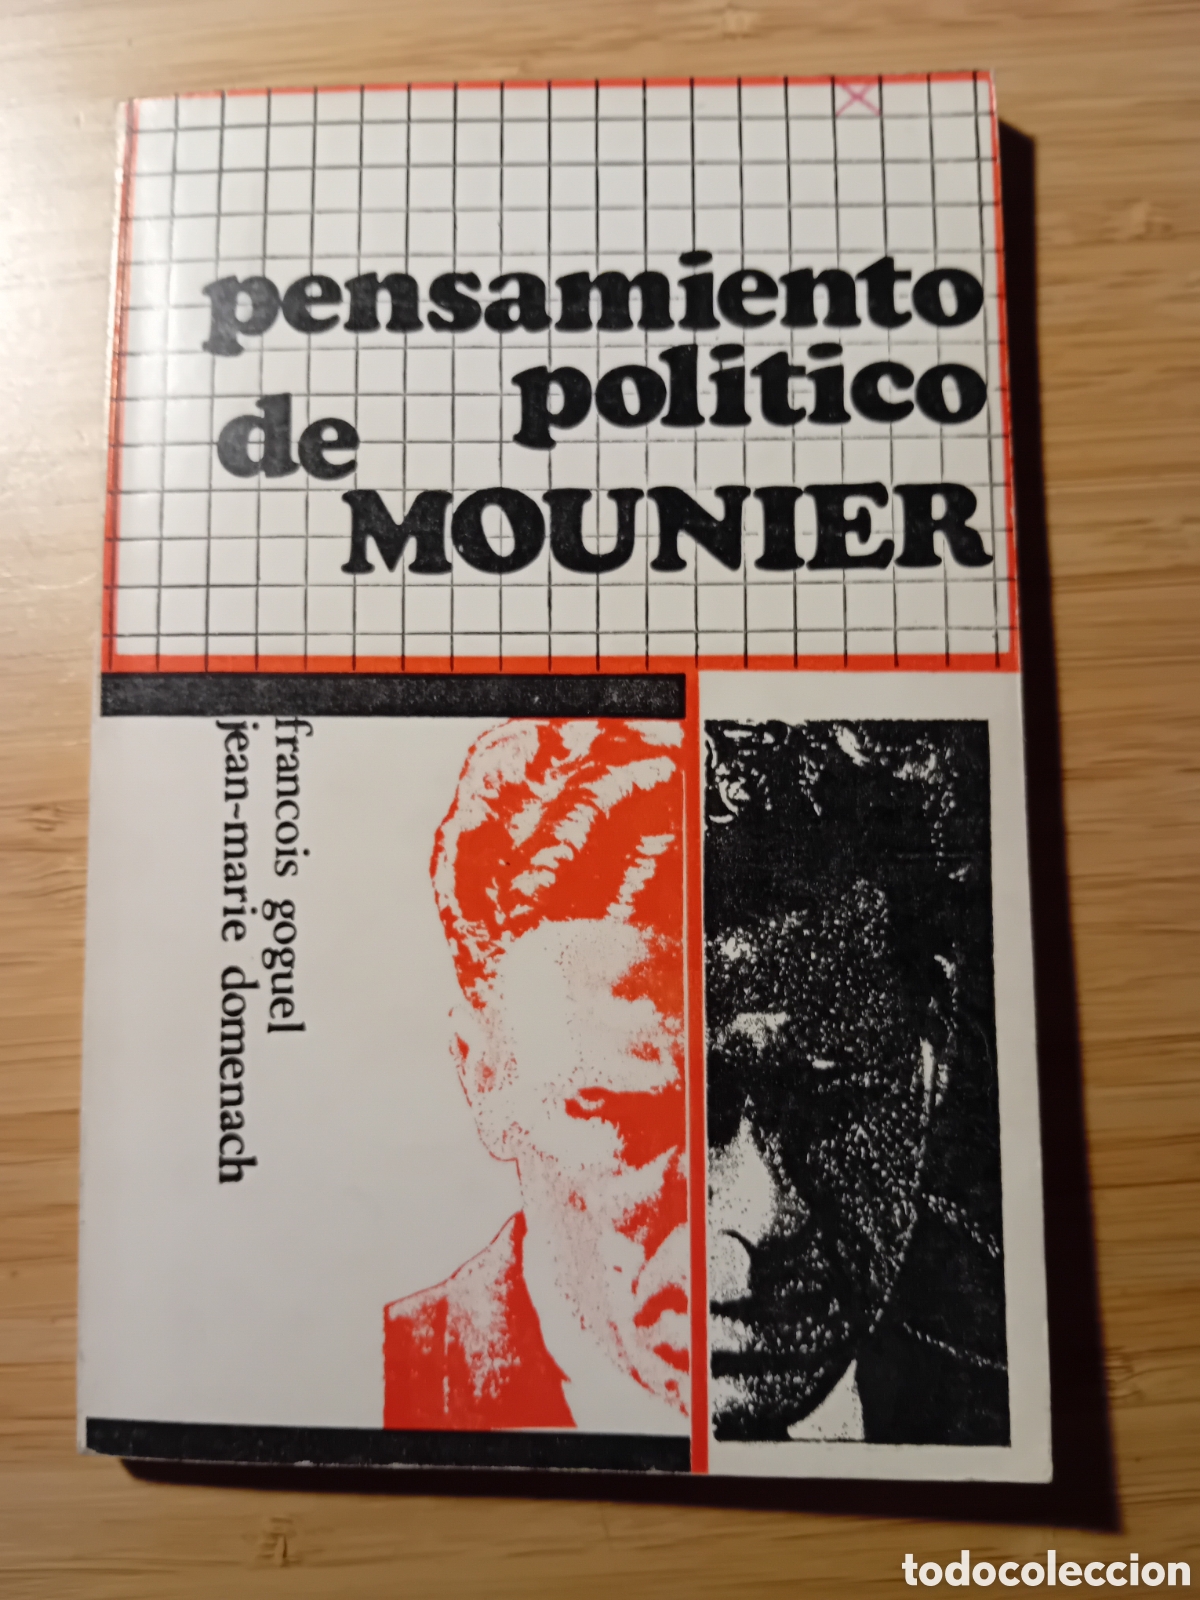 pensamiento
politico
de
MOUNIER
francois goguel
jean-marie domenach
todocoleccion